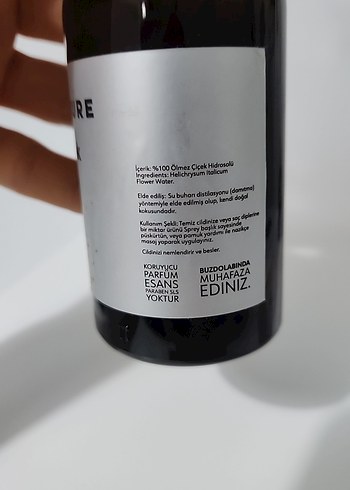 URE
K
İçerik: %100 Ölmez Çiçek Hidrosolü
Ingredients: Helichrysum italicum
Flower Water.
Elde ediliş: Su buharı distilasyonu (damıtma)
yöntemiyle elde edilmiş olup, kendi doğal
kokusundadır.
Kullanım Şekli: Temiz cildinize veya saç diplerine
bir miktar ürünü Sprey başlık sayesinde
püskürtün, veya pamuk yardımı ile nazikçe
masaj yaparak uygulayınız.
Cildinizi nemlendirir ve besler.
KORUYUCU
PARFÜM
ESANS
PARABEN SLS
YOKTUR
BUZDOLABINDA
MUHAFAZA
EDİNİZ.